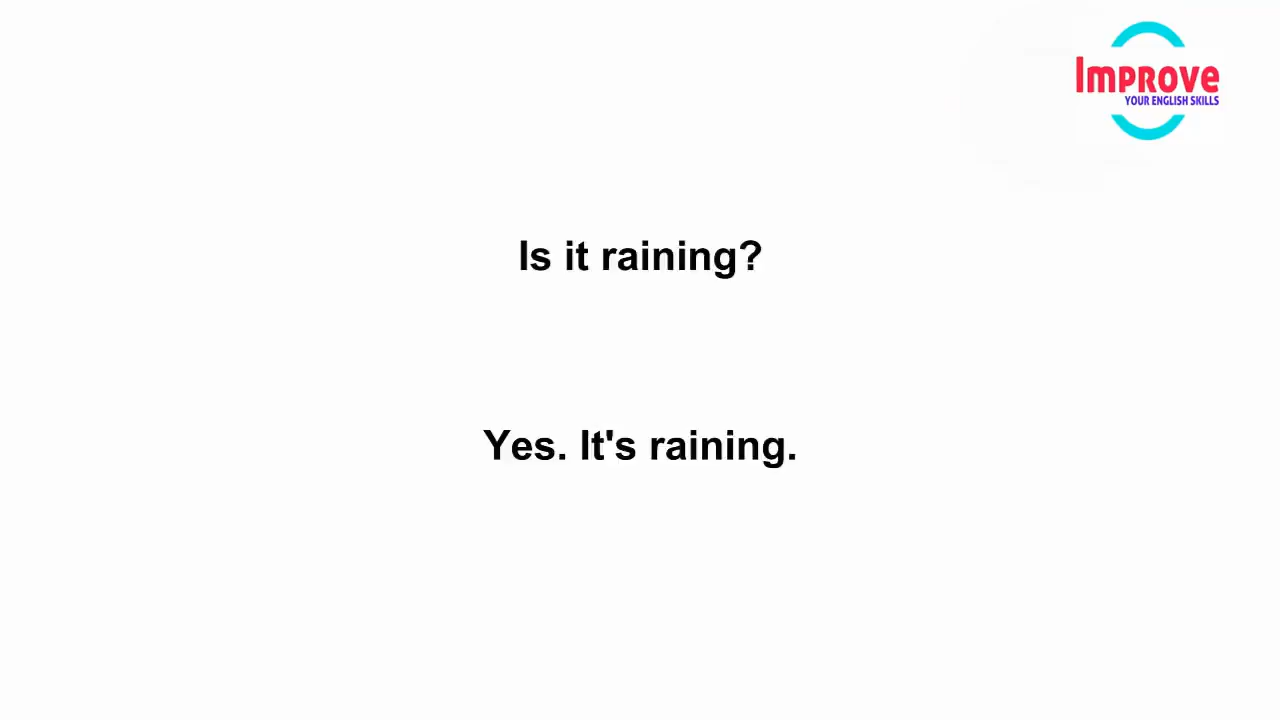 Improve
YOUR ENGLISH SKILLS
Is it raining?
Yes. It's raining.